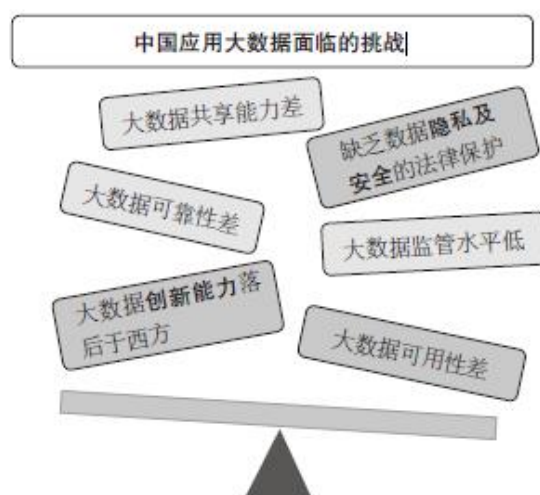 中国应用大数据面临的挑战
大数据共享能力差
缺乏数据隐私及
安全的法律保护
大数据可靠性差
大数据监管水平低
大数据创新能力落
后于西方
大数据可用性差